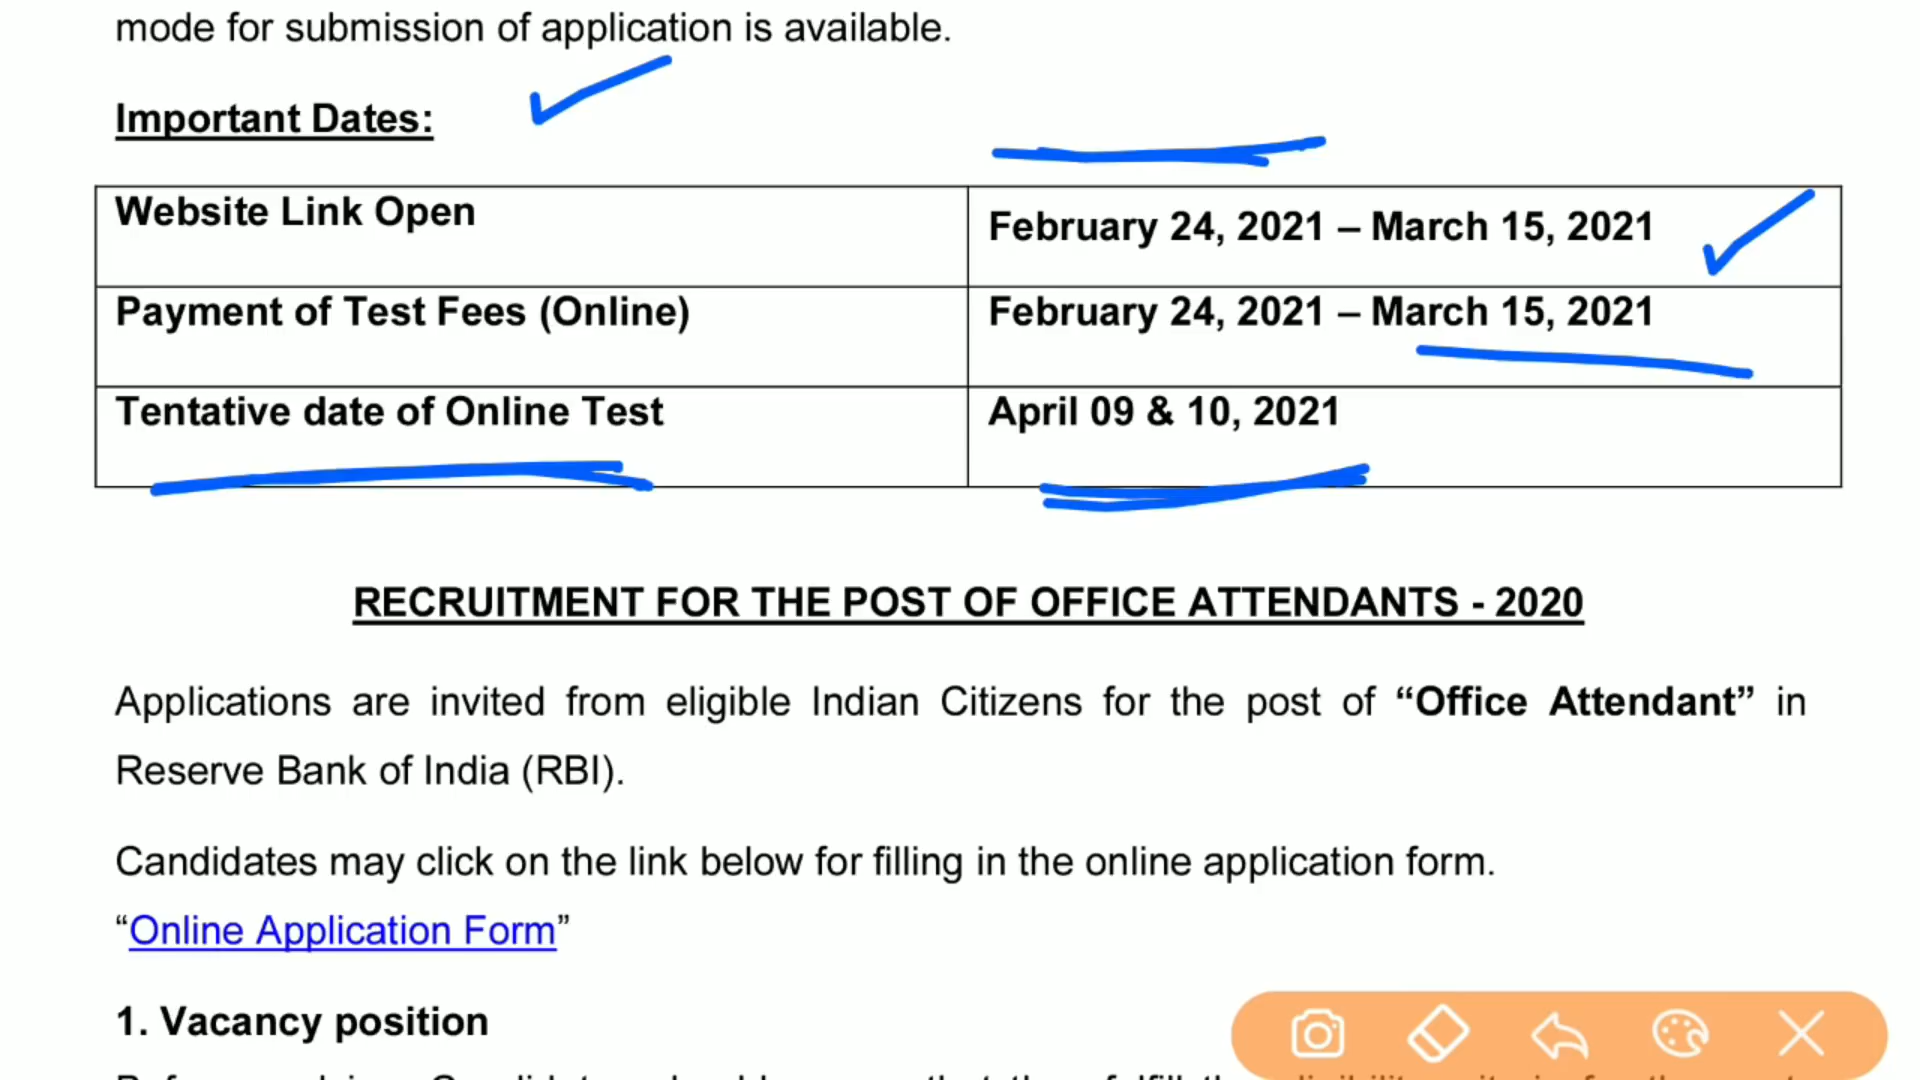 mode for submission of application is available.
Important Dates:
Website Link Open
February 24, 2021 – March 15, 2021
Payment of Test Fees (Online)
February 24, 2021 – March 15, 2021
Tentative date of Online Test
April 09 & 10, 2021
RECRUITMENT FOR THE POST OF OFFICE ATTENDANTS - 2020
Applications are invited from eligible Indian Citizens for the post of “Office Attendant” in
Reserve Bank of India (RBI).
Candidates may click on the link below for filling in the online application form.
“Online Application Form”
1. Vacancy position